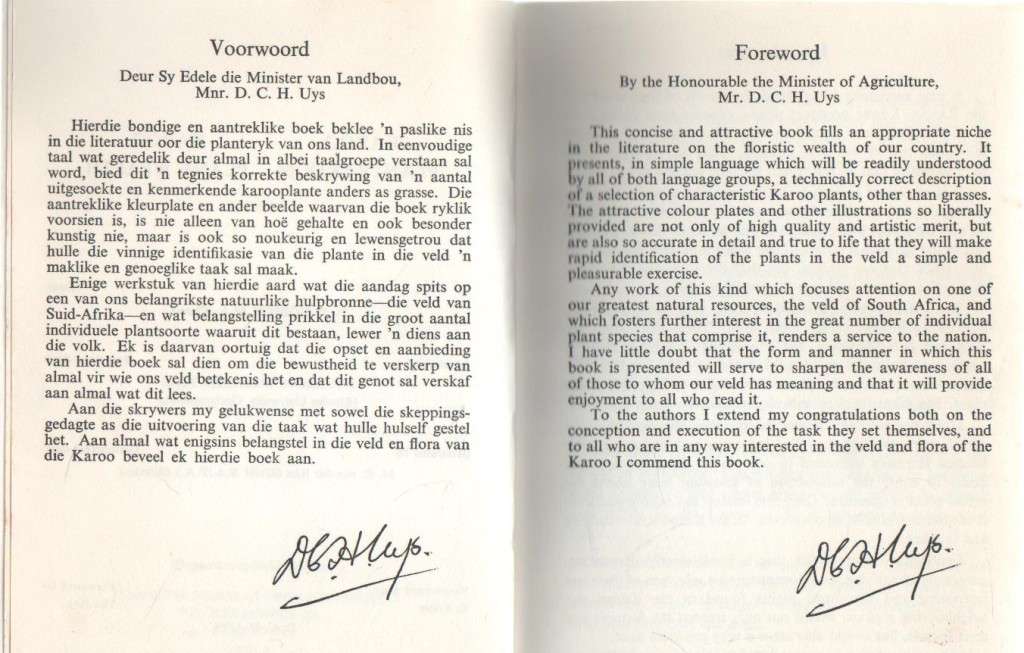 Voorwoord
Deur Sy Edele die Minister van Landbou,
Mnr. D. C. H. Uys
Hierdie bondige en aantreklike boek beklee 'n paslike nis
in die literatuur oor die planteryk van ons land. In eenvoudige
taal wat geredelik deur almal in albei taalgroepe verstaan sal
word, bied dit 'n tegnies korrekte beskrywing van 'n aantal
uitgesoekte en kenmerkende karooplante anders as grasse. Die
aantreklike kleurplate en ander beelde waarvan die boek ryklik
voorsien is, is nie alleen van hoë gehalte en ook besonder
kunstig nie, maar is ook so noukeurig en lewensgetrou dat
hulle die vinnige identifikasie van die plante in die veld 'n
maklike en genoeglike taak sal maak.
Enige werkstuk van hierdie aard wat die aandag spits op
een van ons belangrikste natuurlike hulpbronne—die veld van
Suid-Afrika—en wat belangstelling prikkel in die groot aantal
individuele plantsoorte waaruit dit bestaan, lewer 'n diens aan
die volk. Ek is daarvan oortuig dat die opset en aanbieding
van hierdie boek sal dien om die bewustheid te verskerp van
almal vir wie ons veld betekenis het en dat dit genot sal verskaf
aan almal wat dit lees.
Aan die skrywers my gelukwense met sowel die skeppings-
gedagte as die uitvoering van die taak wat hulle hulself gestel
het. Aan almal wat enigsins belangstel in die veld en flora van
die Karoo beveel ek hierdie boek aan.
D C H Uys.
Foreword
By the Honourable the Minister of Agriculture,
Mr. D. C. H. Uys
This concise and attractive book fills an appropriate niche
in the literature on the floristic wealth of our country. It
presents, in simple language which will be readily understood
by all of both language groups, a technically correct description
of a selection of characteristic Karoo plants, other than grasses.
The attractive colour plates and other illustrations so liberally
provided are not only of high quality and artistic merit, but
are also so accurate in detail and true to life that they will make
rapid identification of the plants in the veld a simple and
pleasurable exercise.
Any work of this kind which focuses attention on one of
our greatest natural resources, the veld of South Africa, and
which fosters further interest in the great number of individual
plant species that comprise it, renders a service to the nation.
I have little doubt that the form and manner in which this
book is presented will serve to sharpen the awareness of all
of those to whom our veld has meaning and that it will provide
enjoyment to all who read it.
To the authors I extend my congratulations both on the
conception and execution of the task they set themselves, and
to all who are in any way interested in the veld and flora of the
Karoo I commend this book.
D C H Uys.